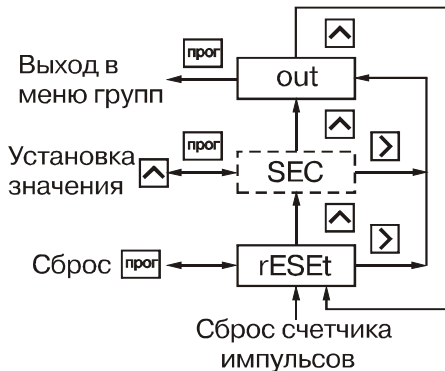 прог
Выход в
меню групп
out
Установка
значения
прог
SEC
Сброс
прог
rESEt
Сброс счетчика
импульсов